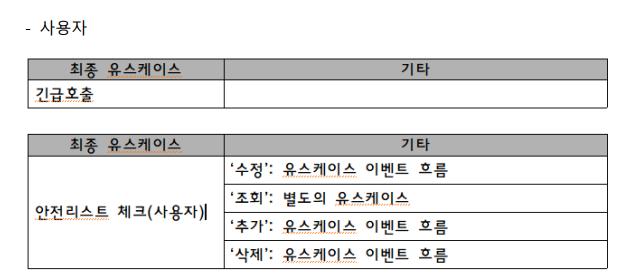 - 사용자
최종 유스케이스 기타
긴급호출
최종 유스케이스 기타
‘수정’: 유스케이스 이벤트 흐름
‘조회’: 별도의 유스케이스
안전리스트 체크(사용자)
‘추가’: 유스케이스 이벤트 흐름
‘삭제’: 유스케이스 이벤트 흐름